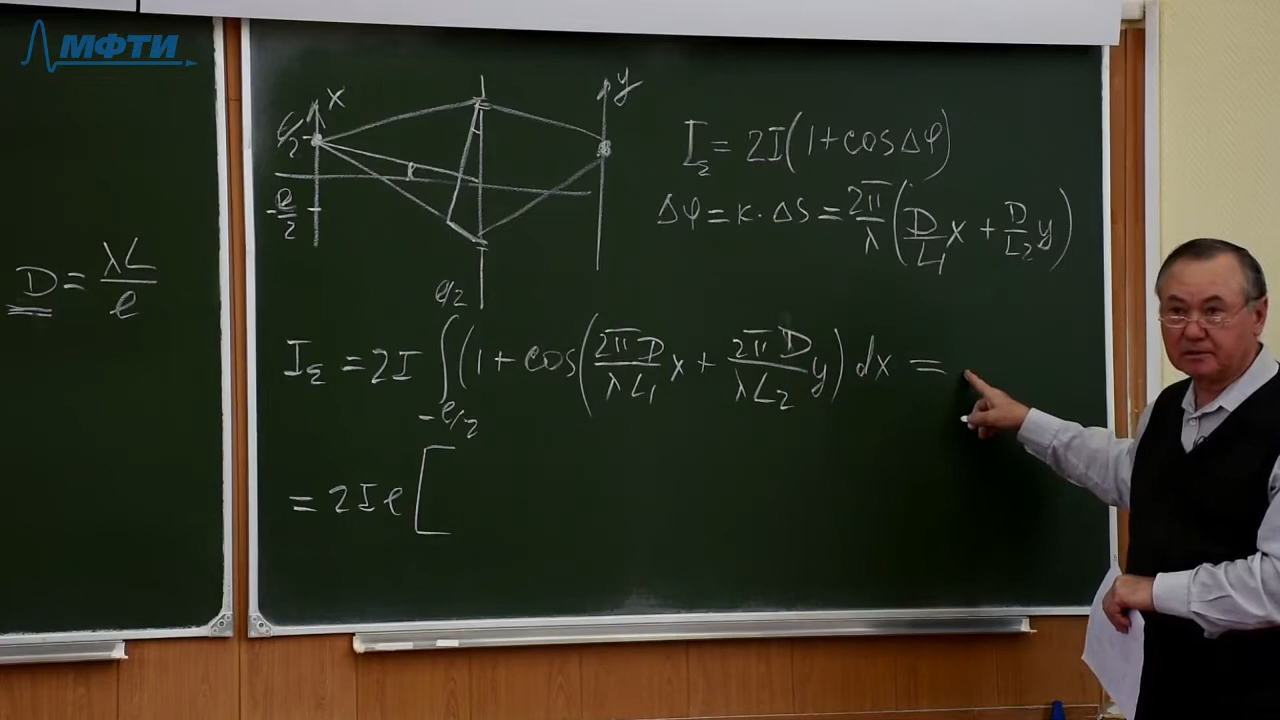 МФТИ
x
y
ℓ/2
-ℓ/2
I_Σ = 2I(1 + cos Δφ)
Δφ = K · ΔS = 2π/λ (D/L₁ x + D/L₂ y)
D = λL/ℓ
I_Σ = 2I ∫_{-ℓ/2}^{ℓ/2} (1 + cos(2πD/λL₁ x + 2πD/λL₂ y) dx =
= 2Iℓ [